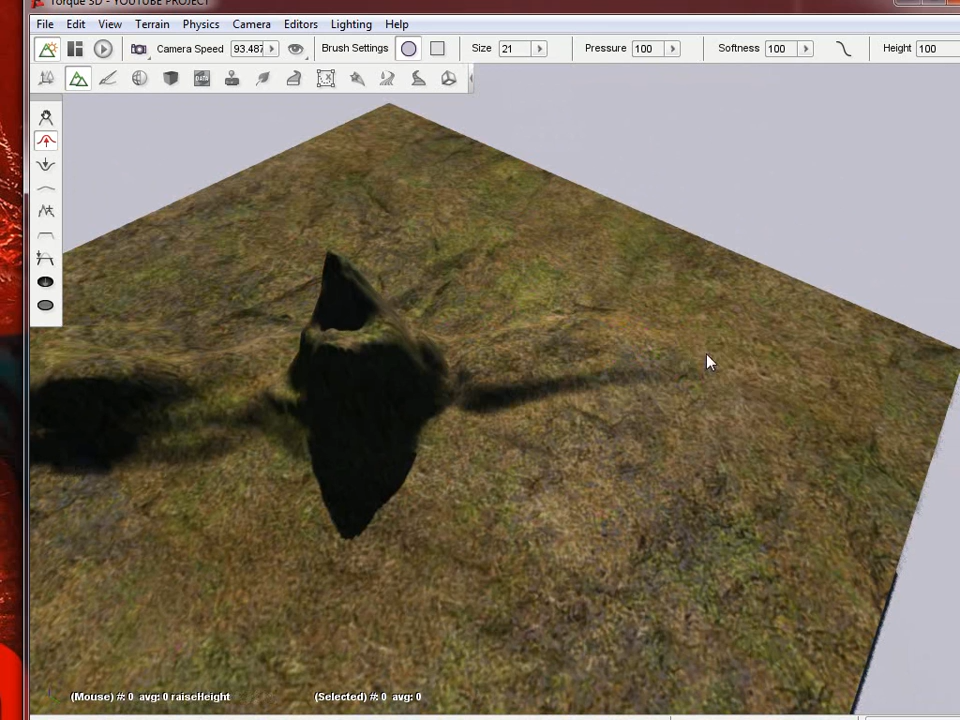 Torque 3D - YOUTUBE PROJECT
File Edit View Terrain Physics Camera Editors Lighting Help
Camera Speed 93.487 Brush Settings Size 21 Pressure 100 Softness 100 Height 100
DATA
(Mouse) #: 0 avg: 0 raiseHeight (Selected) #: 0 avg: 0